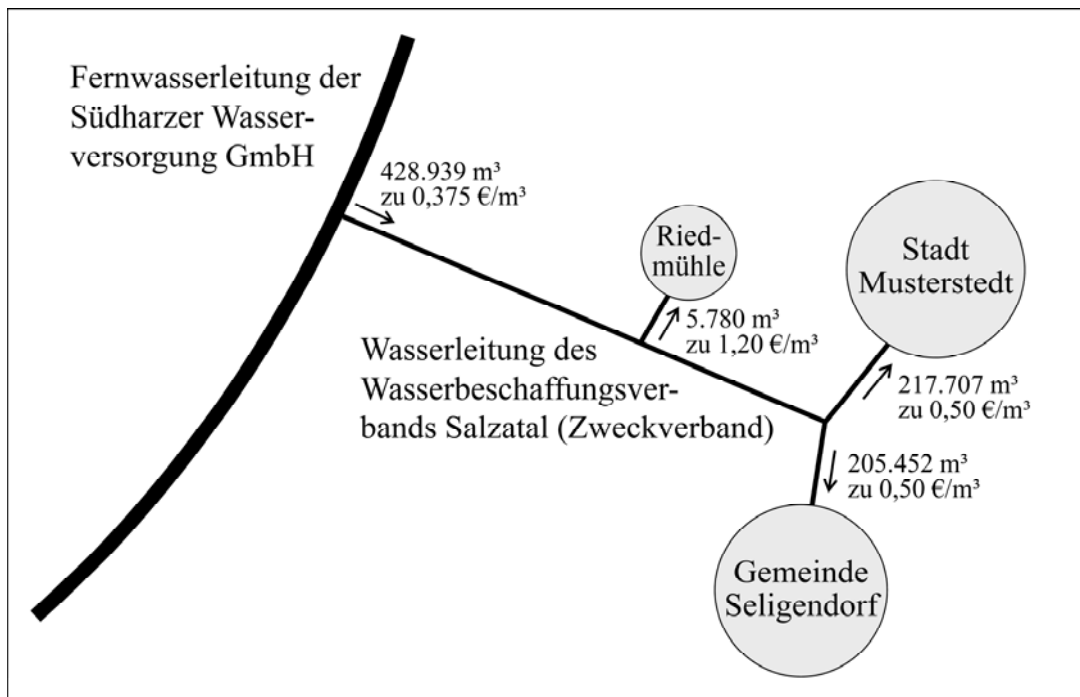 Fernwasserleitung der
Südharzer Wasser-
versorgung GmbH
428.939 m³
zu 0,375 €/m³
Ried-
mühle
Stadt
Musterstedt
5.780 m³
zu 1,20 €/m³
Wasserleitung des
Wasserbeschaffungsver-
bands Salzatal (Zweckverband)
217.707 m³
zu 0,50 €/m³
205.452 m³
zu 0,50 €/m³
Gemeinde
Seligendorf